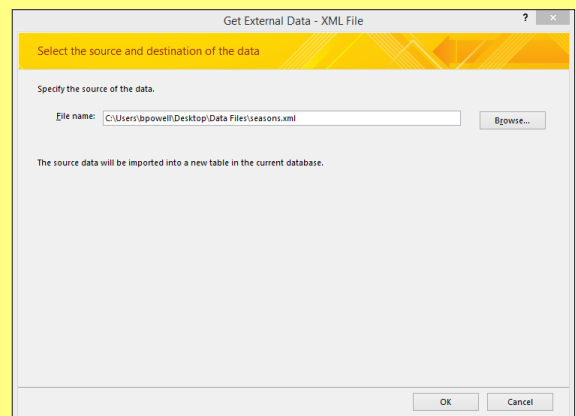 Get External Data - XML File
?
Select the source and destination of the data
Specify the source of the data.
File name: C:\Users\bpowell\Desktop\Data Files\seasons.xml Browse...
The source data will be imported into a new table in the current database.
OK Cancel